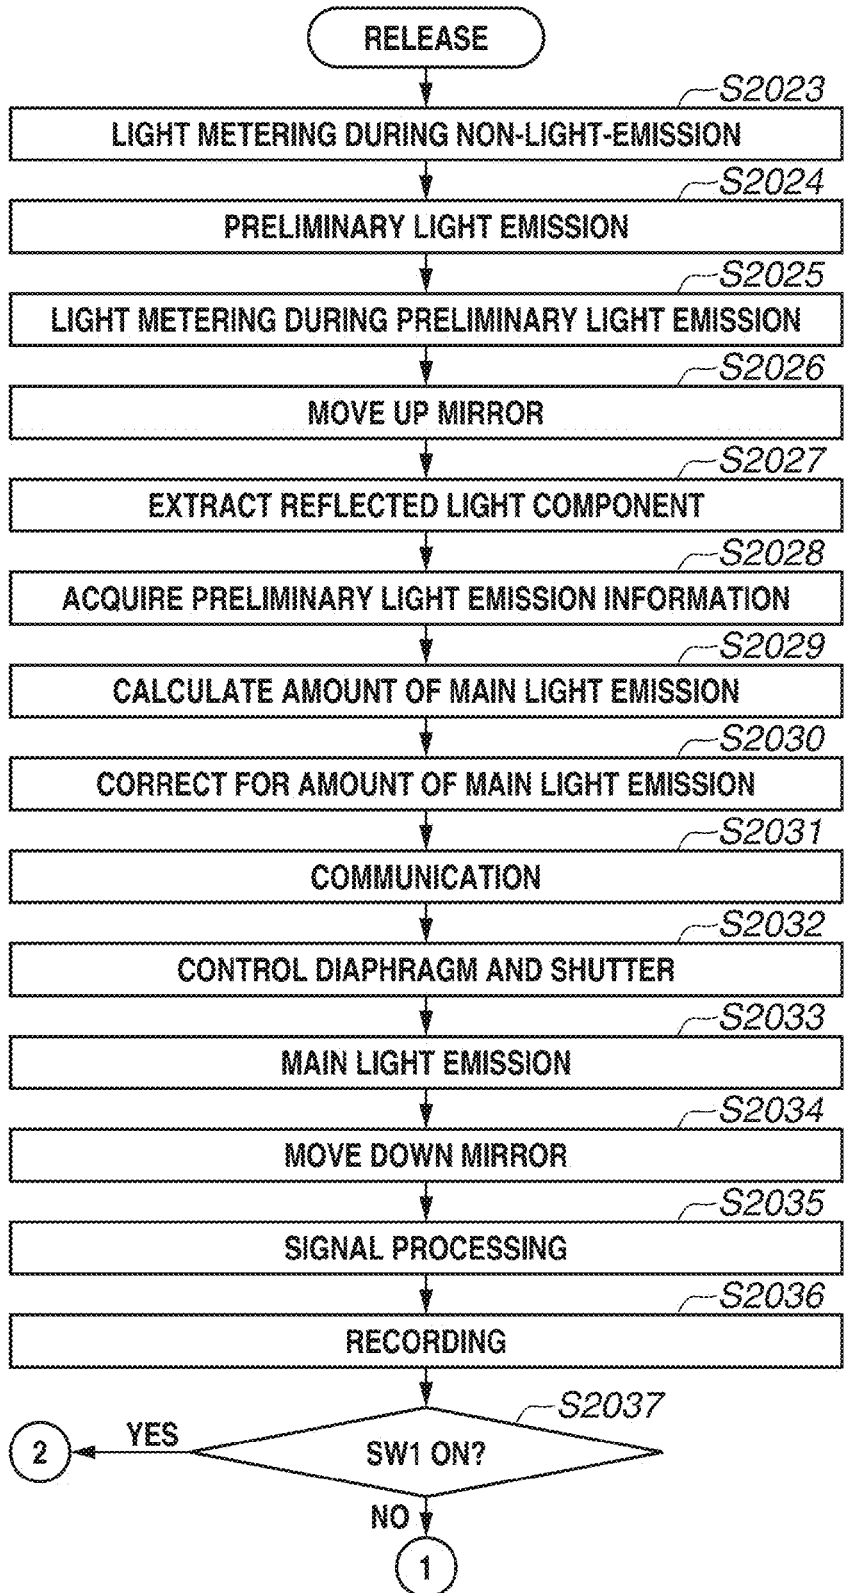 RELEASE
S2023
LIGHT METERING DURING NON-LIGHT-EMISSION
S2024
PRELIMINARY LIGHT EMISSION
S2025
LIGHT METERING DURING PRELIMINARY LIGHT EMISSION
S2026
MOVE UP MIRROR
S2027
EXTRACT REFLECTED LIGHT COMPONENT
S2028
ACQUIRE PRELIMINARY LIGHT EMISSION INFORMATION
S2029
CALCULATE AMOUNT OF MAIN LIGHT EMISSION
S2030
CORRECT FOR AMOUNT OF MAIN LIGHT EMISSION
S2031
COMMUNICATION
S2032
CONTROL DIAPHRAGM AND SHUTTER
S2033
MAIN LIGHT EMISSION
S2034
MOVE DOWN MIRROR
S2035
SIGNAL PROCESSING
S2036
RECORDING
S2037
SW1 ON?
YES
2
NO
1